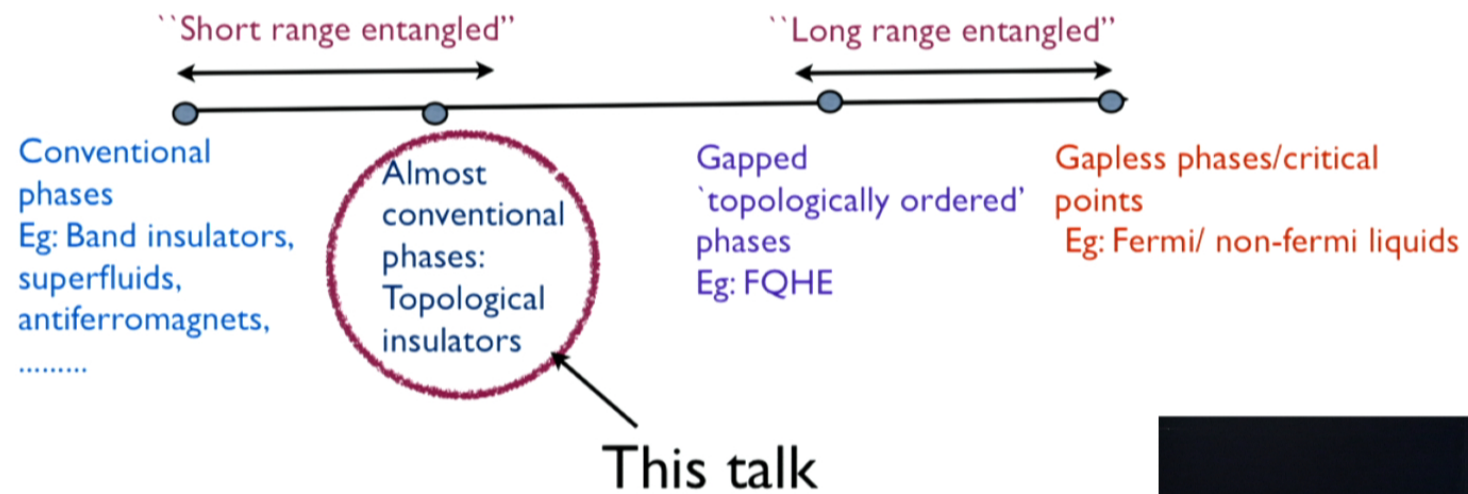 ``Short range entangled’’
``Long range entangled’’
Conventional
phases
Eg: Band insulators,
superfluids,
antiferromagnets,
.........
Almost
conventional
phases:
Topological
insulators
Gapped
`topologically ordered’
phases
Eg: FQHE
Gapless phases/critical
points
Eg: Fermi/ non-fermi liquids
This talk